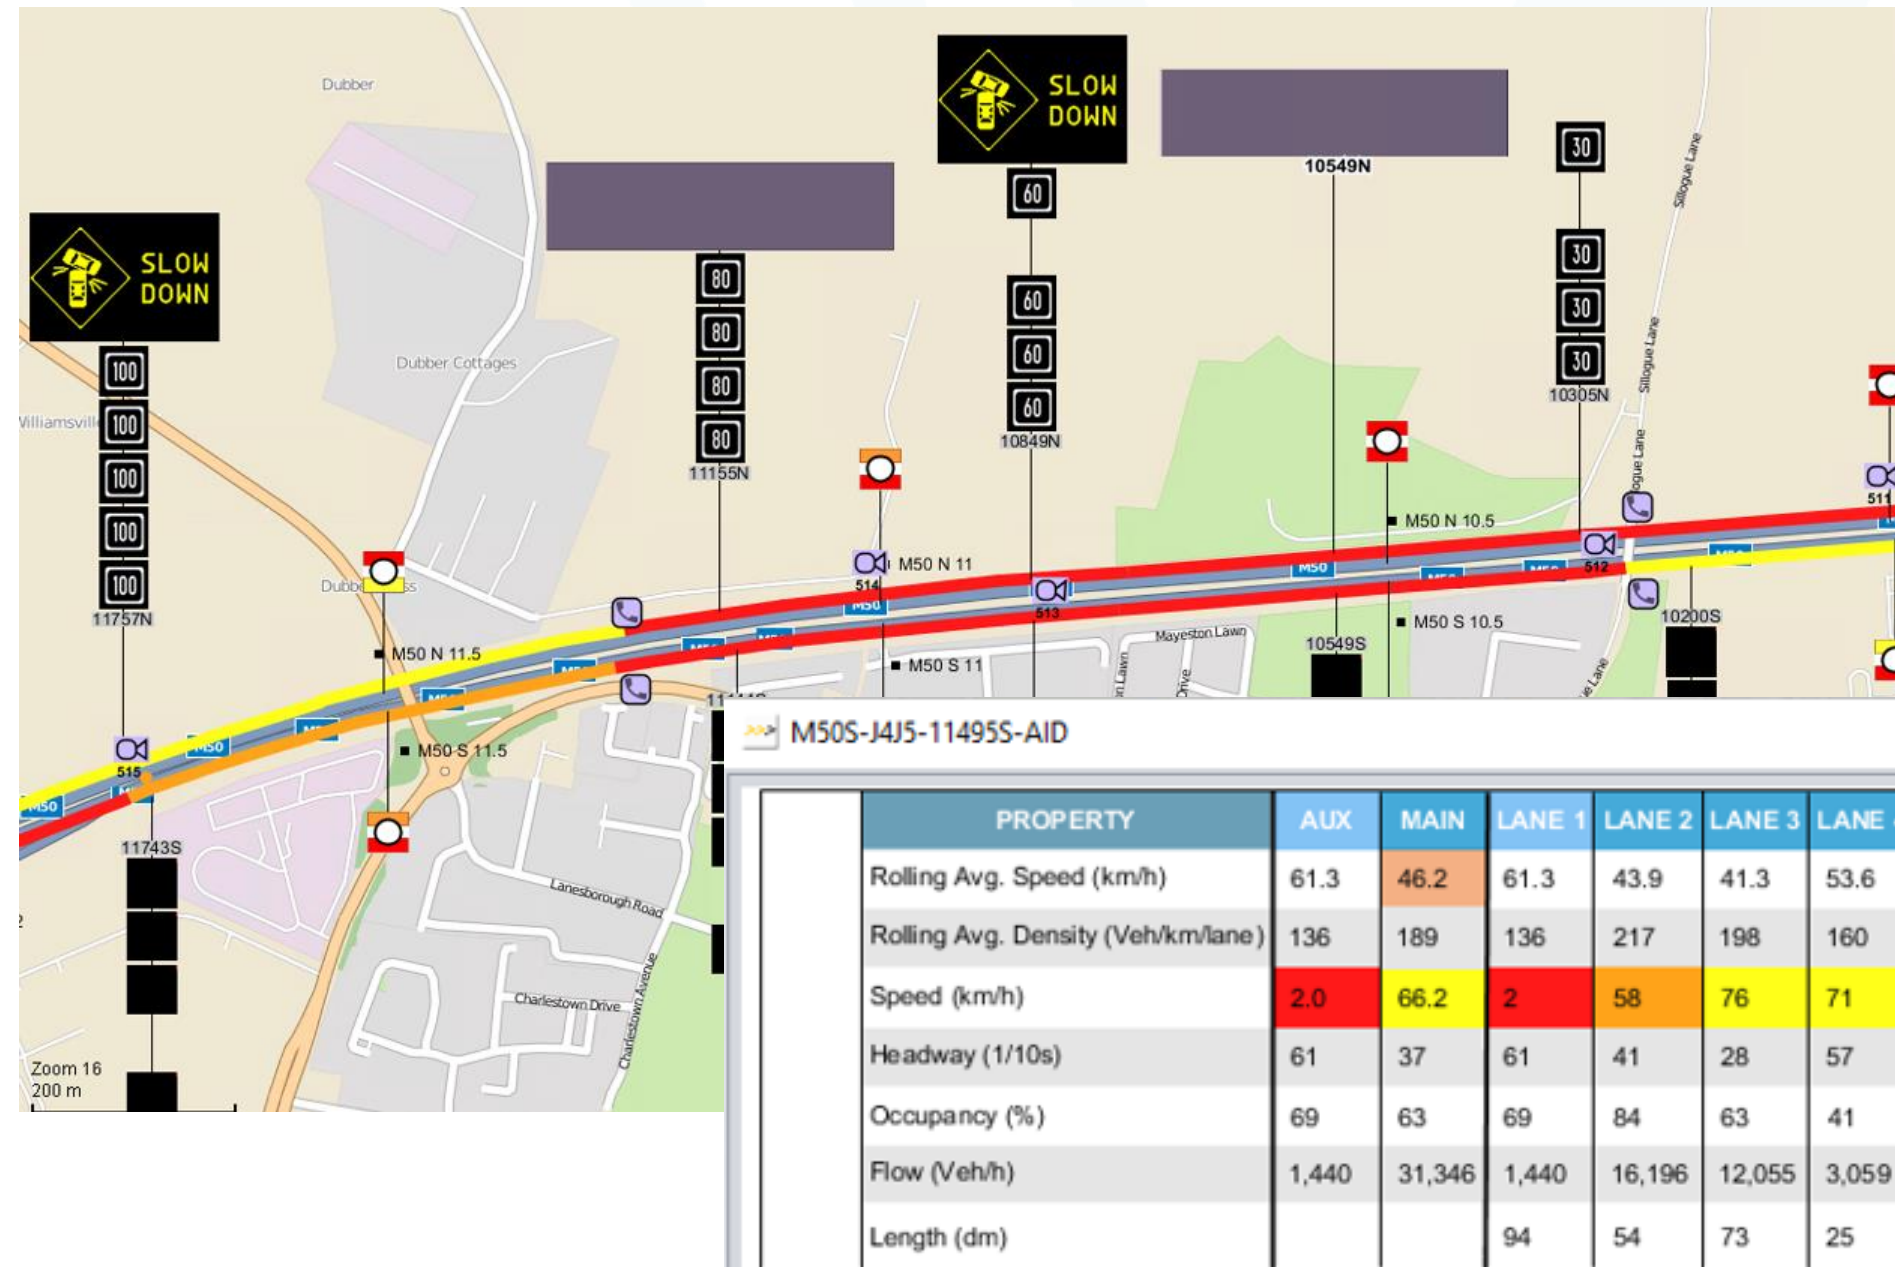 Dubber
SLOW
DOWN
60
10549N
30
30
30
30
10305N
Sillogue Lane
Sillogue Lane
SLOW
DOWN
100
100
100
100
100
11757N
80
80
80
80
11155N
60
60
60
10849N
Dubber Cottages
M50 N 11.5
514
M50 N 11
M50
513
M50 N 10.5
M50
512
511
M50 S 11
Mayeston Lawn
M50 S 10.5
10549S
10200S
M50
515
M50
M50 S 11.5
11743S
Lanesborough Road
Charlestown Drive
Charlestown Avenue
Zoom 16
200 m
M50S-J4J5-11495S-AID
PROPERTY AUX MAIN LANE 1 LANE 2 LANE 3 LANE
Rolling Avg. Speed (km/h) 61.3 46.2 61.3 43.9 41.3 53.6
Rolling Avg. Density (Veh/km/lane) 136 189 136 217 198 160
Speed (km/h) 2.0 66.2 2 58 76 71
Headway (1/10s) 61 37 61 41 28 57
Occupancy (%) 69 63 69 84 63 41
Flow (Veh/h) 1,440 31,346 1,440 16,196 12,055 3,059
Length (dm) 94 54 73 25